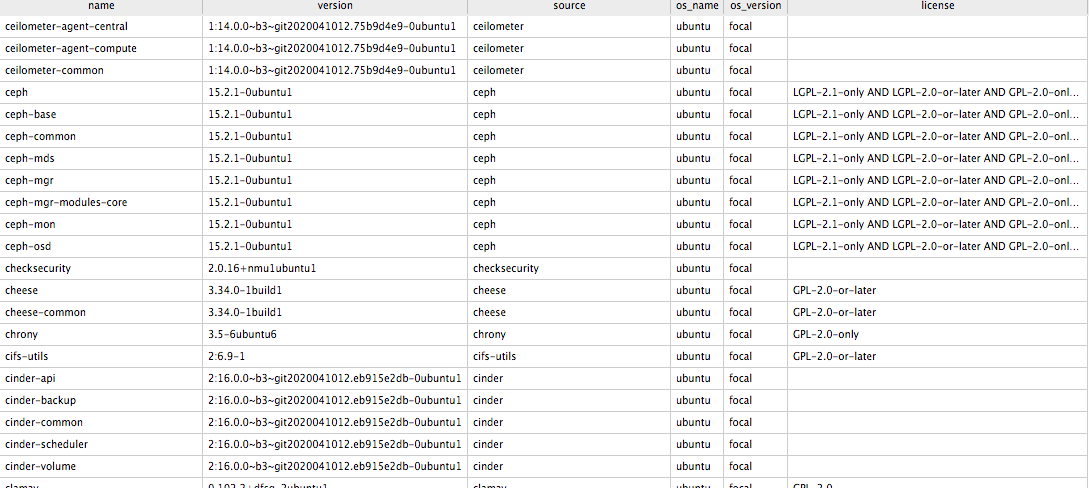 name version source os_name os_version license
ceilometer-agent-central 1:14.0.0~b3~git2020041012.75b9d4e9-0ubuntu1 ceilometer ubuntu focal
ceilometer-agent-compute 1:14.0.0~b3~git2020041012.75b9d4e9-0ubuntu1 ceilometer ubuntu focal
ceilometer-common 1:14.0.0~b3~git2020041012.75b9d4e9-0ubuntu1 ceilometer ubuntu focal
ceph 15.2.1-0ubuntu1 ceph ubuntu focal LGPL-2.1-only AND LGPL-2.0-or-later AND GPL-2.0-onl...
ceph-base 15.2.1-0ubuntu1 ceph ubuntu focal LGPL-2.1-only AND LGPL-2.0-or-later AND GPL-2.0-onl...
ceph-common 15.2.1-0ubuntu1 ceph ubuntu focal LGPL-2.1-only AND LGPL-2.0-or-later AND GPL-2.0-onl...
ceph-mds 15.2.1-0ubuntu1 ceph ubuntu focal LGPL-2.1-only AND LGPL-2.0-or-later AND GPL-2.0-onl...
ceph-mgr 15.2.1-0ubuntu1 ceph ubuntu focal LGPL-2.1-only AND LGPL-2.0-or-later AND GPL-2.0-onl...
ceph-mgr-modules-core 15.2.1-0ubuntu1 ceph ubuntu focal LGPL-2.1-only AND LGPL-2.0-or-later AND GPL-2.0-onl...
ceph-mon 15.2.1-0ubuntu1 ceph ubuntu focal LGPL-2.1-only AND LGPL-2.0-or-later AND GPL-2.0-onl...
ceph-osd 15.2.1-0ubuntu1 ceph ubuntu focal LGPL-2.1-only AND LGPL-2.0-or-later AND GPL-2.0-onl...
checksecurity 2.0.16+nmu1ubuntu1 checksecurity ubuntu focal
cheese 3.34.0-1build1 cheese ubuntu focal GPL-2.0-or-later
cheese-common 3.34.0-1build1 cheese ubuntu focal GPL-2.0-or-later
chrony 3.5-6ubuntu6 chrony ubuntu focal GPL-2.0-only
cifs-utils 2:6.9-1 cifs-utils ubuntu focal GPL-2.0-or-later
cinder-api 2:16.0.0~b3~git2020041012.eb915e2db-0ubuntu1 cinder ubuntu focal
cinder-backup 2:16.0.0~b3~git2020041012.eb915e2db-0ubuntu1 cinder ubuntu focal
cinder-common 2:16.0.0~b3~git2020041012.eb915e2db-0ubuntu1 cinder ubuntu focal
cinder-scheduler 2:16.0.0~b3~git2020041012.eb915e2db-0ubuntu1 cinder ubuntu focal
cinder-volume 2:16.0.0~b3~git2020041012.eb915e2db-0ubuntu1 cinder ubuntu focal